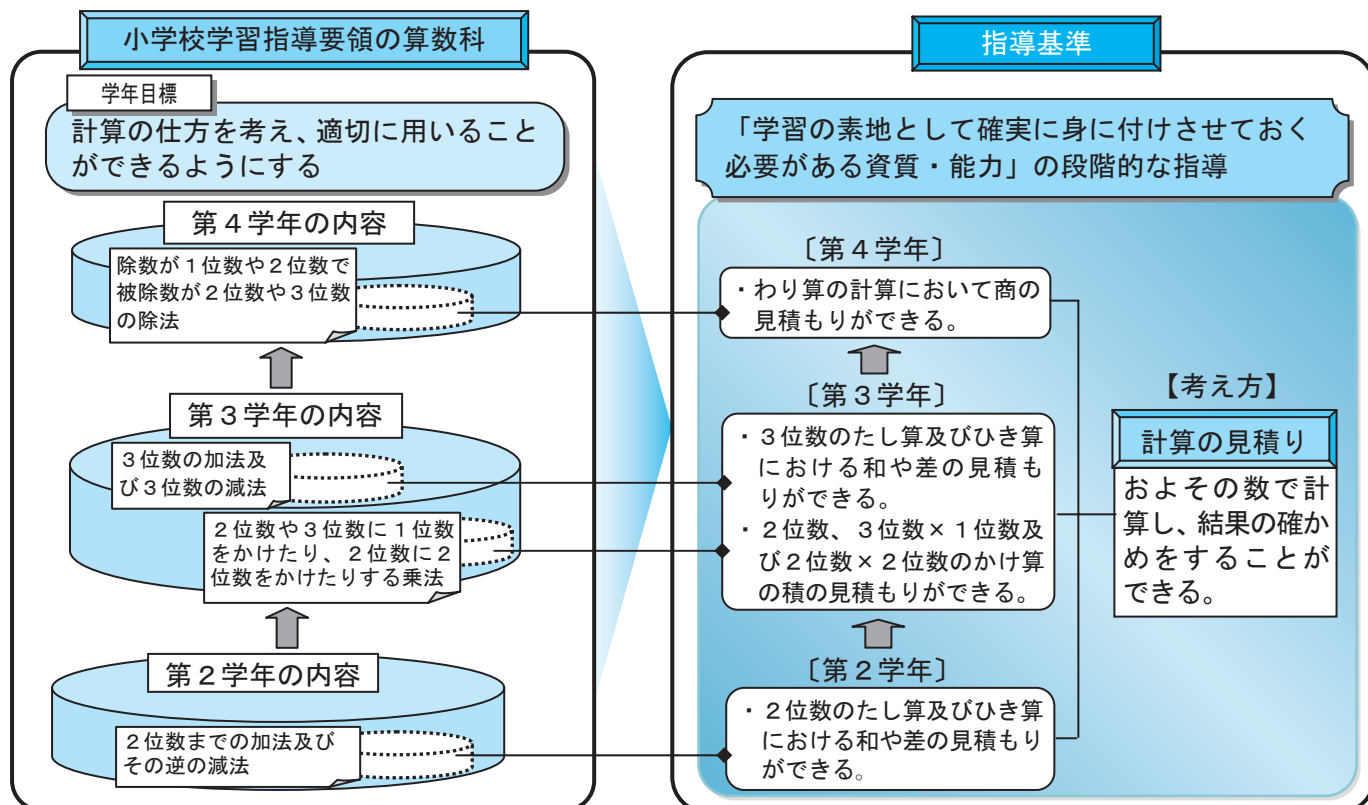 小学校学習指導要領の算数科
学年目標
計算の仕方を考え、適切に用いること
ができるようにする
第４学年の内容
除数が１位数や２位数で
被除数が２位数や３位数
の除法
第３学年の内容
３位数の加法及
び３位数の減法
２位数や３位数に１位数
をかけたり、２位数に２
位数をかけたりする乗法
第２学年の内容
２位数までの加法及び
その逆の減法
指導基準
「学習の素地として確実に身に付けさせておく
必要がある資質・能力」の段階的な指導
〔第４学年〕
・わり算の計算において商の
見積もりができる。
〔第３学年〕
・３位数のたし算及びひき算
における和や差の見積も
りができる。
・２位数、３位数×１位数及
び２位数×２位数のかけ算
の積の見積もりができる。
〔第２学年〕
・２位数のたし算及びひき算
における和や差の見積もり
ができる。
【考え方】
計算の見積り
およその数で計
算し、結果の確か
めをすることが
できる。